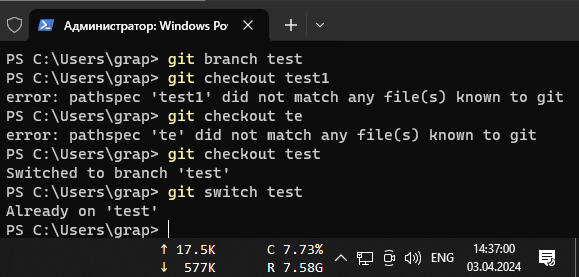 Администратор: Windows Pow
PS C:\Users\grap> git branch test
PS C:\Users\grap> git checkout test1
error: pathspec 'test1' did not match any file(s) known to git
PS C:\Users\grap> git checkout te
error: pathspec 'te' did not match any file(s) known to git
PS C:\Users\grap> git checkout test
Switched to branch 'test'
PS C:\Users\grap> git switch test
Already on 'test'
PS C:\Users\grap>
↑ 17.5K C 7.73% ENG 14:37:00
↓ 577K R 7.58G 03.04.2024